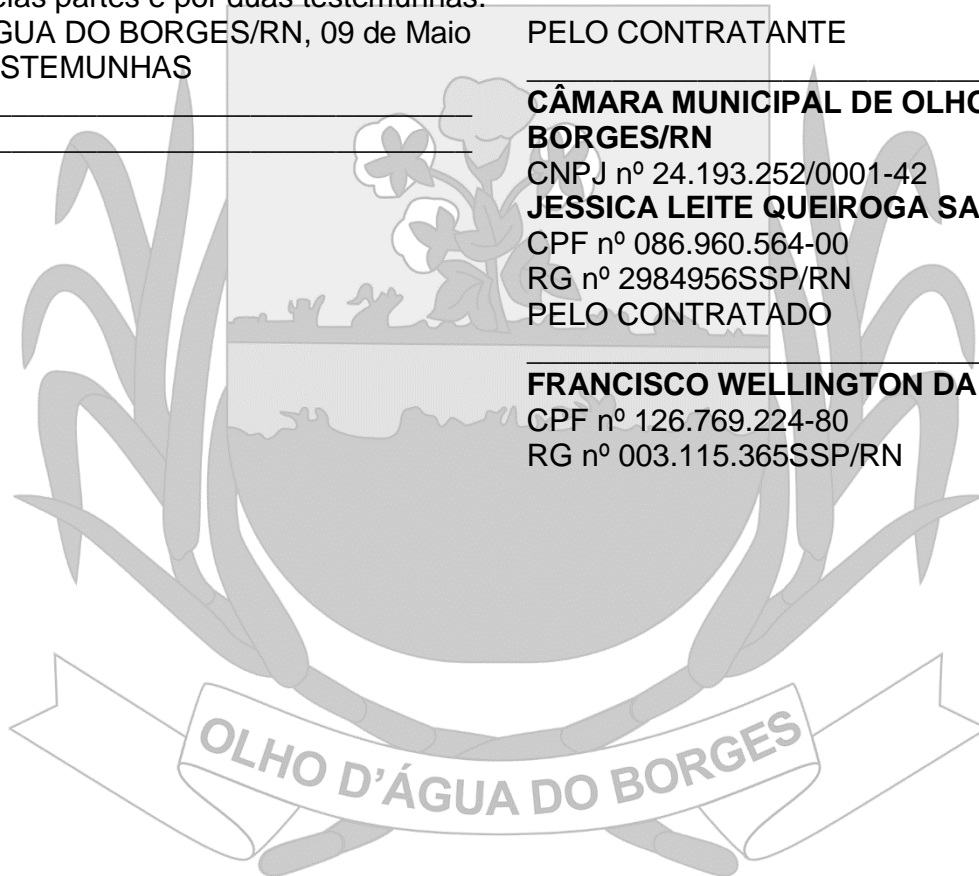 elas partes e por duas testemunhas.
GUA DO BORGES/RN, 09 de Maio
ESTEMUNHAS
PELO CONTRATANTE
CÂMARA MUNICIPAL DE OLHO
BORGES/RN
CNPJ nº 24.193.252/0001-42
JESSICA LEITE QUEIROGA SA
CPF nº 086.960.564-00
RG nº 2984956SSP/RN
PELO CONTRATADO
FRANCISCO WELLINGTON DA
CPF nº 126.769.224-80
RG nº 003.115.365SSP/RN
OLHO D’ÁGUA DO BORGES